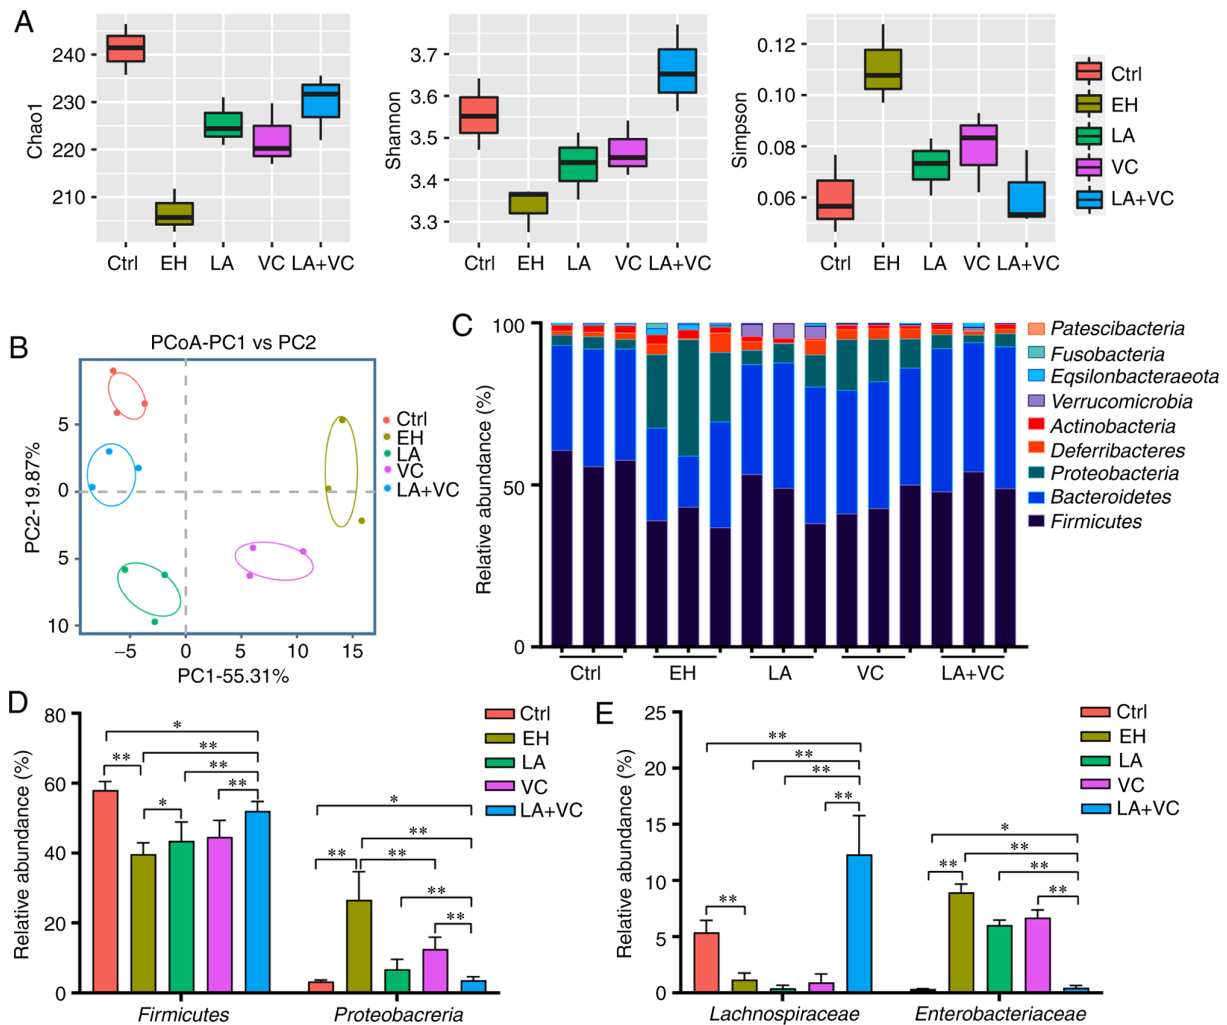 A
Chao1
240
230
220
210
Ctrl EH LA VC LA+VC
Shannon
3.7
3.6
3.5
3.4
3.3
Ctrl EH LA VC LA+VC
Simpson
0.12
0.10
0.08
0.06
Ctrl EH LA VC LA+VC
Ctrl
EH
LA
VC
LA+VC
B
PCoA-PC1 vs PC2
PC2-19.87%
5
0
5
10
−5 0 5 10 15
PC1-55.31%
Ctrl
EH
LA
VC
LA+VC
C
Relative abundance (%)
100
50
0
Ctrl EH LA VC LA+VC
Patescibacteria
Fusobacteria
Eqsilonbacteraeota
Verrucomicrobia
Actinobacteria
Deferribacteres
Proteobacteria
Bacteroidetes
Firmicutes
D
Relative abundance (%)
80
60
40
20
0
*
**
**
**
**
*
*
**
**
**
**
**
Firmicutes Proteobacreria
Ctrl
EH
LA
VC
LA+VC
E
Relative abundance (%)
25
20
15
10
5
0
**
**
**
**
**
*
**
**
**
**
Lachnospiraceae Enterobacteriaceae
Ctrl
EH
LA
VC
LA+VC